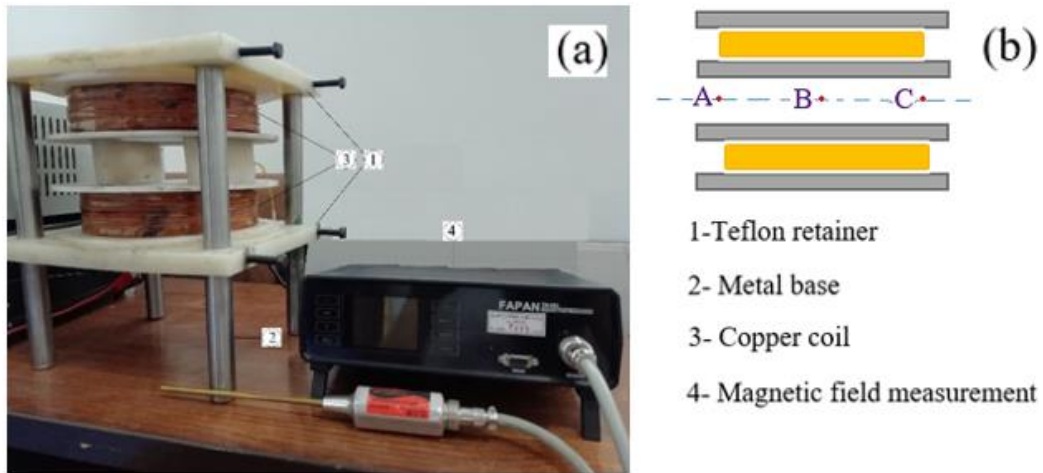 (a)
3
1
4
2
FAPAN
(b)
A
B
C
1-Teflon retainer
2- Metal base
3- Copper coil
4- Magnetic field measurement